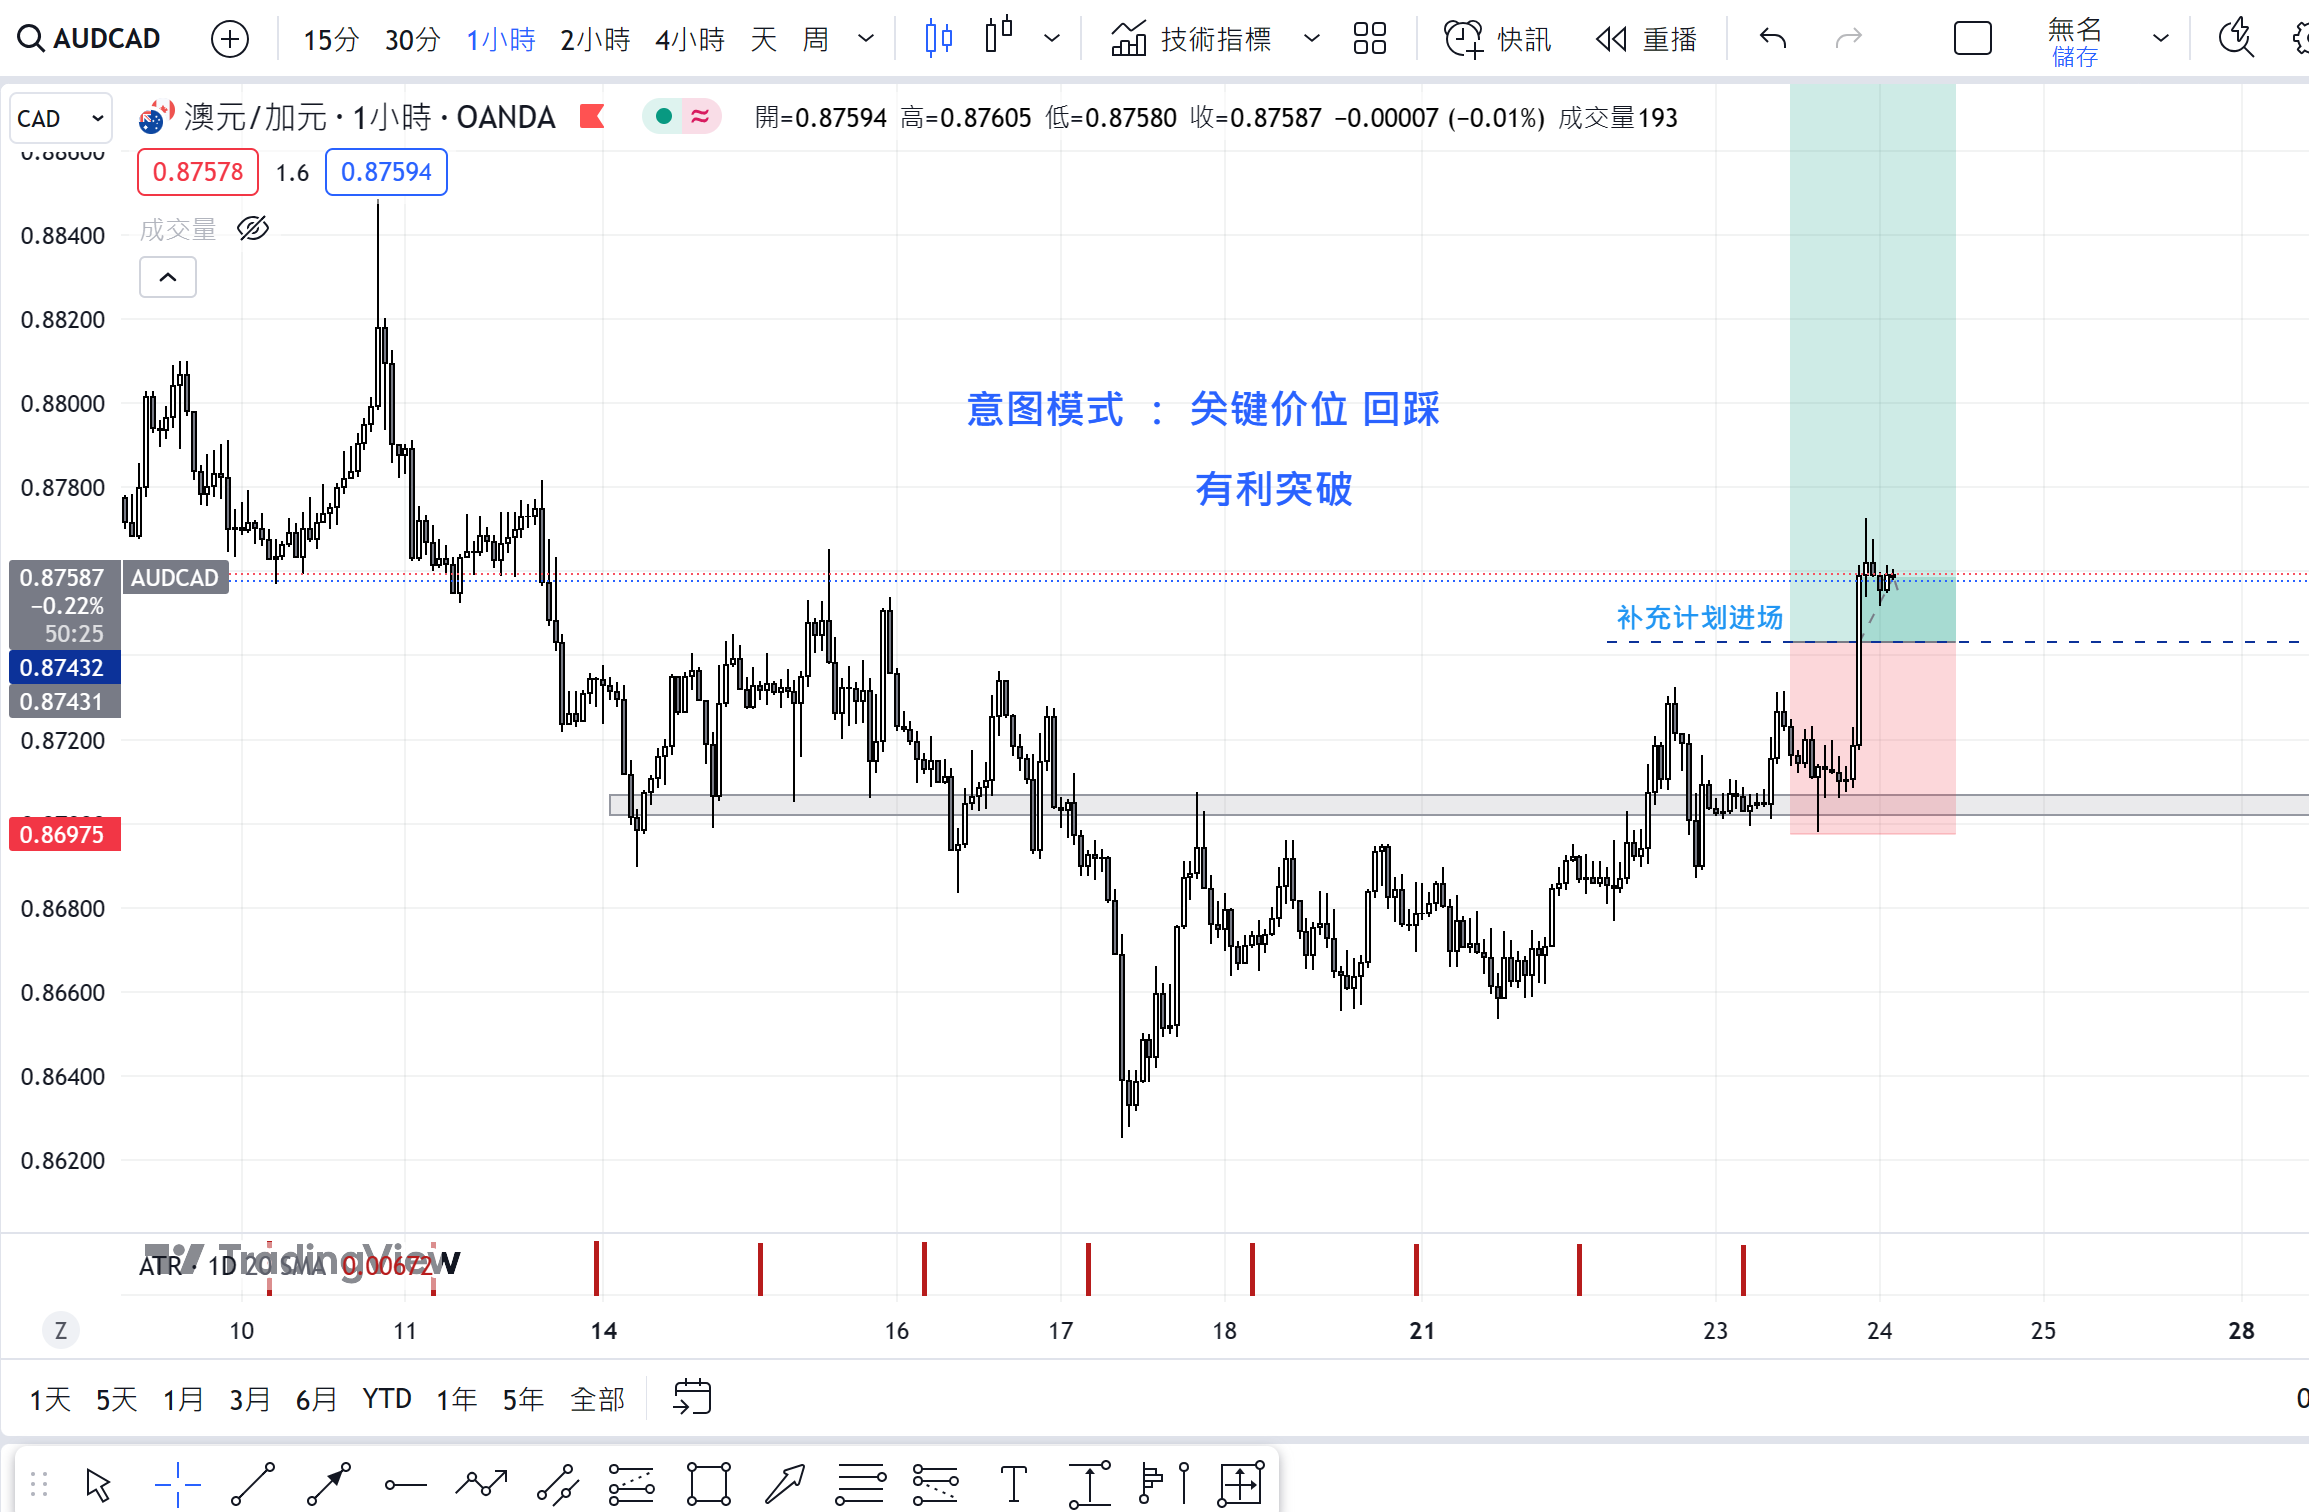 AUDCAD 15分 30分 1小時 2小時 4小時 天 周 技術指標 快訊 重播 無名
儲存
CAD 澳元/加元 · 1小時 · OANDA 開=0.87594 高=0.87605 低=0.87580 收=0.87587 −0.00007 (−0.01%) 成交量193
0.88600
0.87578 1.6 0.87594
成交量
0.88400
0.88200
0.88000
意图模式 : 关键价位 回踩
0.87800
有利突破
0.87587 AUDCAD
−0.22%
50:25
补充计划进场
0.87432
0.87431
0.87200
0.86975
0.86800
0.86600
0.86400
0.86200
TradingView
ATR · 1D 20 SMA 0.00672
Z 10 11 14 16 17 18 21 23 24 25 28
1天 5天 1月 3月 6月 YTD 1年 5年 全部